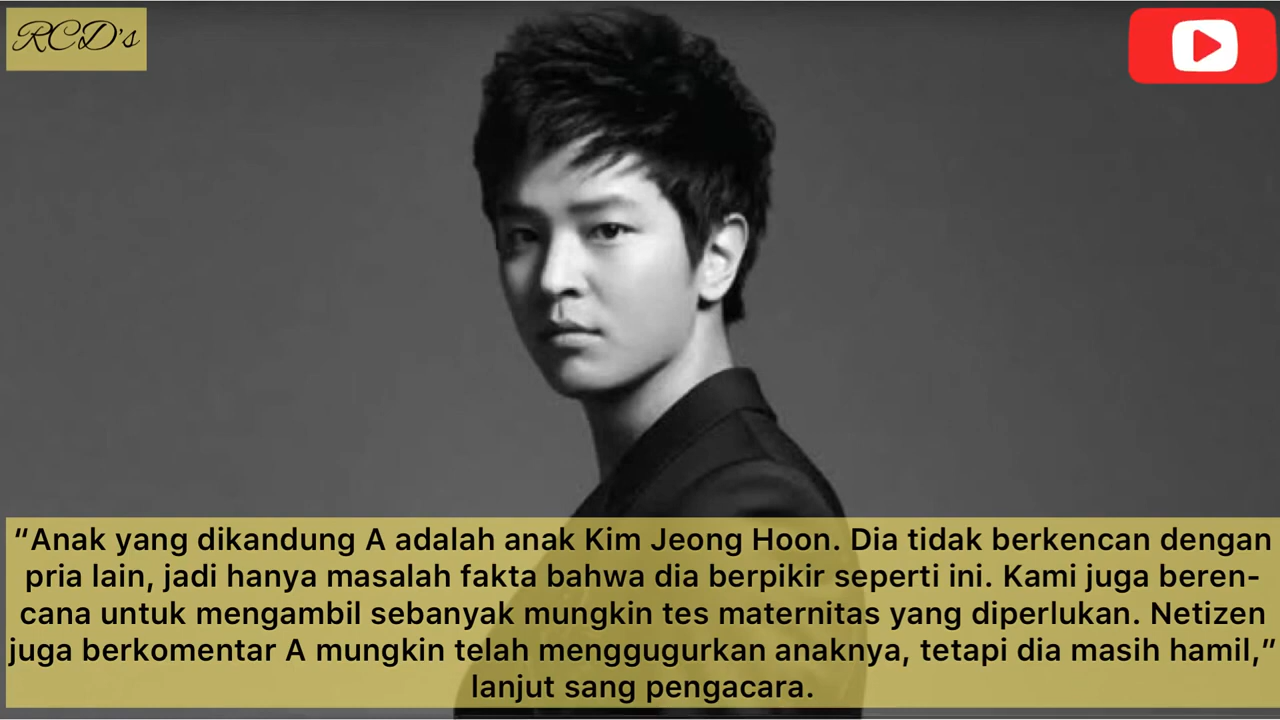 RCD's
“Anak yang dikandung A adalah anak Kim Jeong Hoon. Dia tidak berkencan dengan
pria lain, jadi hanya masalah fakta bahwa dia berpikir seperti ini. Kami juga beren-
cana untuk mengambil sebanyak mungkin tes maternitas yang diperlukan. Netizen
juga berkomentar A mungkin telah menggugurkan anaknya, tetapi dia masih hamil,”
lanjut sang pengacara.